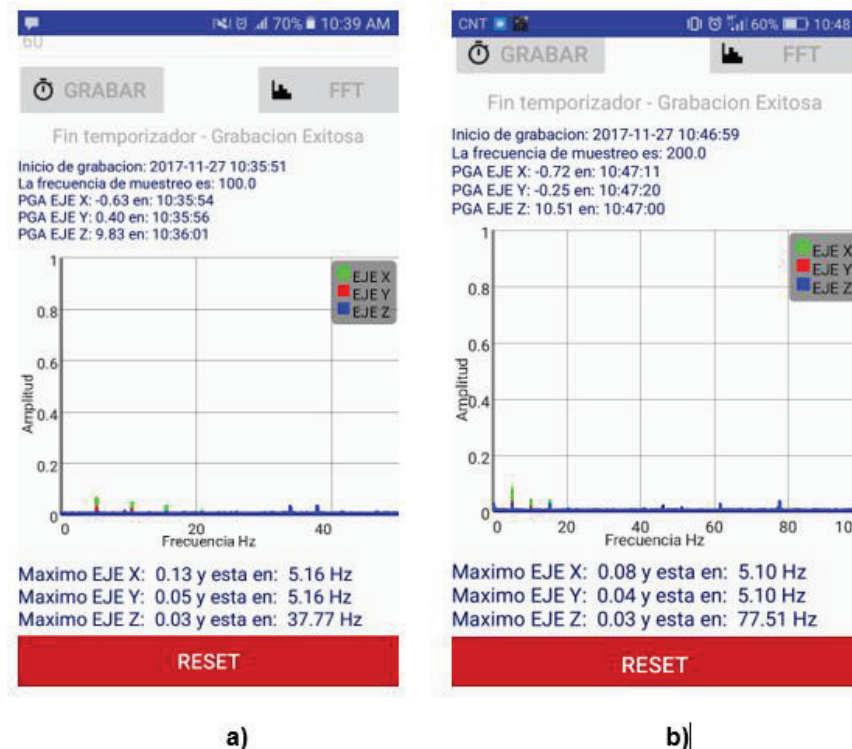 70% 10:39 AM
60
GRABAR FFT
Fin temporizador - Grabacion Exitosa
Inicio de grabacion: 2017-11-27 10:35:51
La frecuencia de muestreo es: 100.0
PGA EJE X: -0.63 en: 10:35:54
PGA EJE Y: 0.40 en: 10:35:56
PGA EJE Z: 9.83 en: 10:36:01
1
0.8
0.6
0.4
0.2
0
Amplitud
EJE X
EJE Y
EJE Z
0 20 40
Frecuencia Hz
Maximo EJE X: 0.13 y esta en: 5.16 Hz
Maximo EJE Y: 0.05 y esta en: 5.16 Hz
Maximo EJE Z: 0.03 y esta en: 37.77 Hz
RESET
a)
CNT 60% 10:48
GRABAR FFT
Fin temporizador - Grabacion Exitosa
Inicio de grabacion: 2017-11-27 10:46:59
La frecuencia de muestreo es: 200.0
PGA EJE X: -0.72 en: 10:47:11
PGA EJE Y: -0.25 en: 10:47:20
PGA EJE Z: 10.51 en: 10:47:00
1
0.8
0.6
0.4
0.2
0
Amplitud
EJE X
EJE Y
EJE Z
0 20 40 60 80 10
Frecuencia Hz
Maximo EJE X: 0.08 y esta en: 5.10 Hz
Maximo EJE Y: 0.04 y esta en: 5.10 Hz
Maximo EJE Z: 0.03 y esta en: 77.51 Hz
RESET
b)